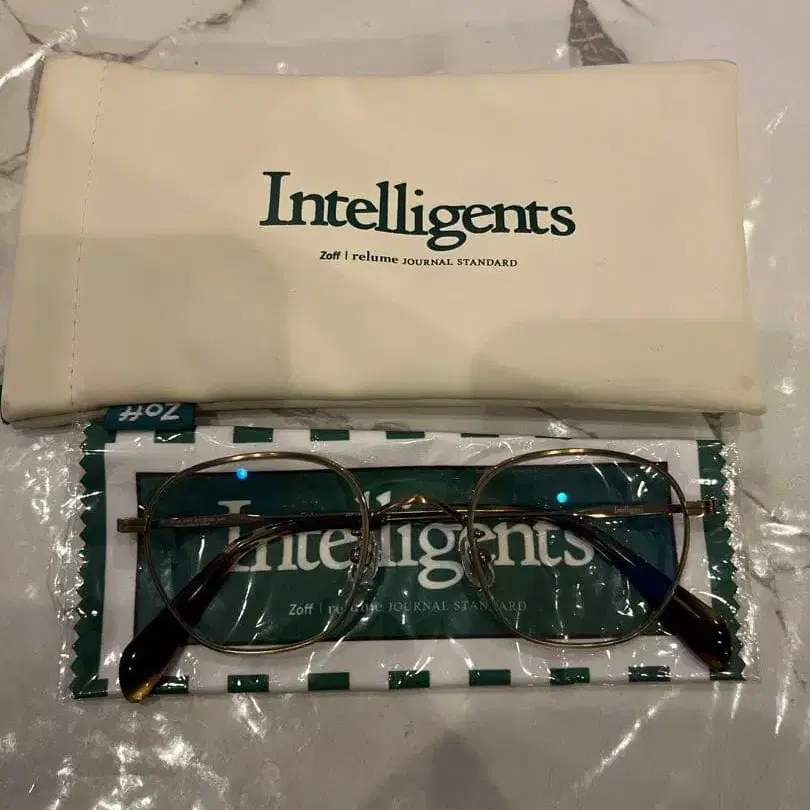 Intelligents
Zoff | relume JOURNAL STANDARD
Zoff
Intelligents
Zoff | relume JOURNAL STANDARD